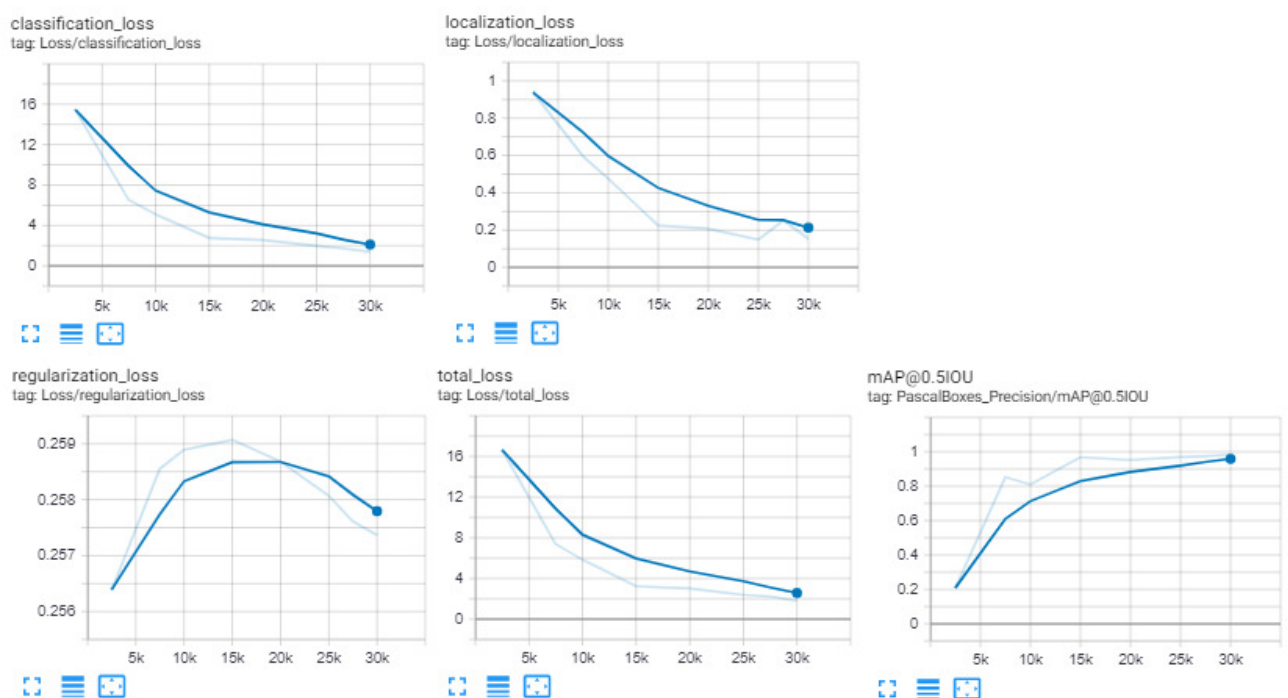 classification_loss
tag: Loss/classification_loss
16
12
8
4
0
5k 10k 15k 20k 25k 30k
localization_loss
tag: Loss/localization_loss
1
0.8
0.6
0.4
0.2
0
5k 10k 15k 20k 25k 30k
regularization_loss
tag: Loss/regularization_loss
0.259
0.258
0.257
0.256
5k 10k 15k 20k 25k 30k
total_loss
tag: Loss/total_loss
16
12
8
4
0
5k 10k 15k 20k 25k 30k
mAP@0.5IOU
tag: PascalBoxes_Precision/mAP@0.5IOU
1
0.8
0.6
0.4
0.2
0
5k 10k 15k 20k 25k 30k